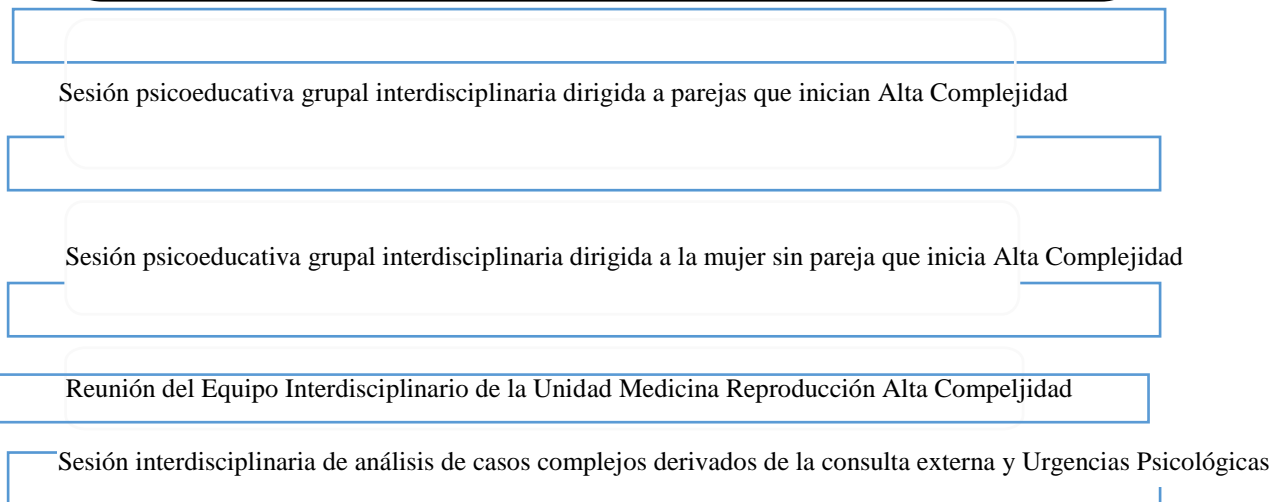 Sesión psicoeducativa grupal interdisciplinaria dirigida a parejas que inician Alta Complejidad
Sesión psicoeducativa grupal interdisciplinaria dirigida a la mujer sin pareja que inicia Alta Complejidad
Reunión del Equipo Interdisciplinario de la Unidad Medicina Reproducción Alta Compeljidad
Sesión interdisciplinaria de análisis de casos complejos derivados de la consulta externa y Urgencias Psicológicas